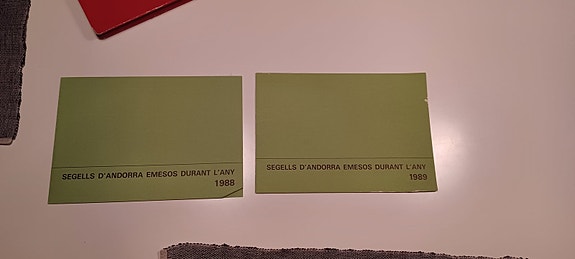 SEGELLS D'ANDORRA EMESOS DURANT L'ANY
1988
SEGELLS D'ANDORRA EMESOS DURANT L'ANY
1989